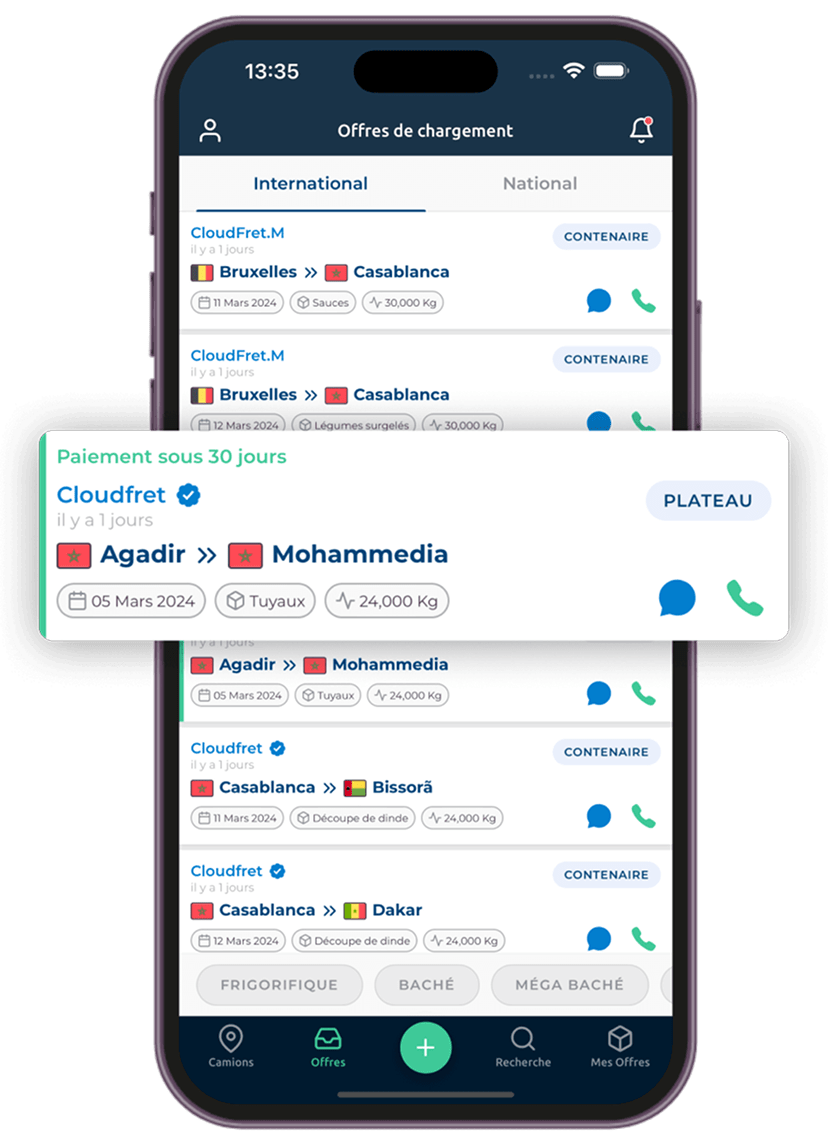 13:35
Offres de chargement
International National
CloudFret.M CONTENAIRE
il y a 1 jours
Bruxelles » Casablanca
11 Mars 2024 Sauces 30,000 Kg
CloudFret.M CONTENAIRE
il y a 1 jours
Bruxelles » Casablanca
12 Mars 2024 Légumes surgelés 30,000 Kg
Paiement sous 30 jours
Cloudfret PLATEAU
il y a 1 jours
Agadir » Mohammedia
05 Mars 2024 Tuyaux 24,000 Kg
il y a 1 jours
Agadir » Mohammedia
05 Mars 2024 Tuyaux 24,000 Kg
Cloudfret CONTENAIRE
il y a 1 jours
Casablanca » Bissorã
11 Mars 2024 Découpe de dinde 24,000 Kg
Cloudfret CONTENAIRE
il y a 1 jours
Casablanca » Dakar
12 Mars 2024 Découpe de dinde 24,000 Kg
FRIGORIFIQUE BACHÉ MÉGA BACHÉ
Camions Offres + Recherche Mes Offres